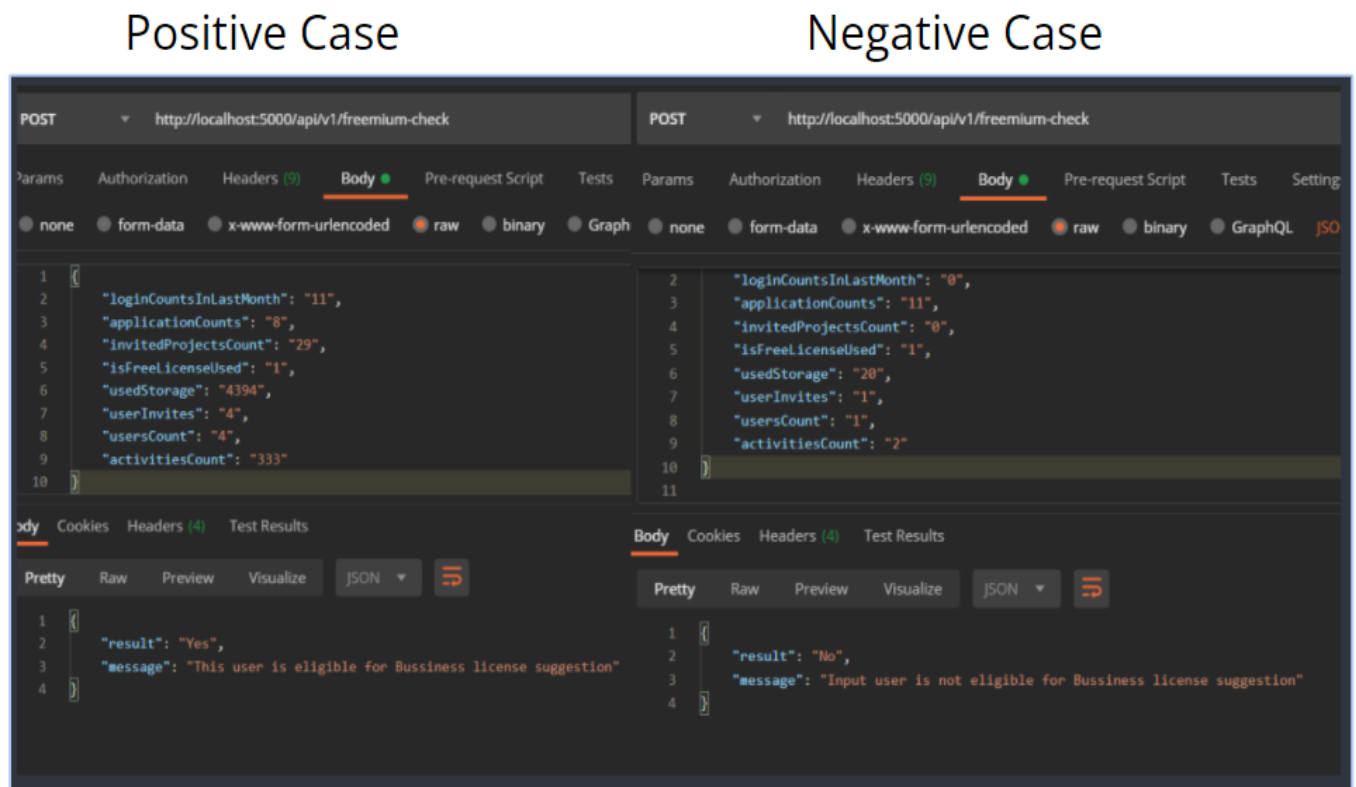 Positive Case
POST http://localhost:5000/api/v1/freemium-check
Params Authorization Headers (9) Body Pre-request Script Tests
none form-data x-www-form-urlencoded raw binary Graph
1 {
2 "loginCountsInLastMonth": "11",
3 "applicationCounts": "8",
4 "invitedProjectsCount": "29",
5 "isFreeLicenseUsed": "1",
6 "usedStorage": "4394",
7 "userInvites": "4",
8 "usersCount": "4",
9 "activitiesCount": "333"
10 }
ody Cookies Headers (4) Test Results
Pretty Raw Preview Visualize JSON
1 {
2 "result": "Yes",
3 "message": "This user is eligible for Bussiness license suggestion"
4 }
Negative Case
POST http://localhost:5000/api/v1/freemium-check
Params Authorization Headers (9) Body Pre-request Script Tests Setting
none form-data x-www-form-urlencoded raw binary GraphQL JSO
2 "loginCountsInLastMonth": "0",
3 "applicationCounts": "11",
4 "invitedProjectsCount": "0",
5 "isFreeLicenseUsed": "1",
6 "usedStorage": "20",
7 "userInvites": "1",
8 "usersCount": "1",
9 "activitiesCount": "2"
10 }
11
Body Cookies Headers (4) Test Results
Pretty Raw Preview Visualize JSON
1 {
2 "result": "No",
3 "message": "Input user is not eligible for Bussiness license suggestion"
4 }